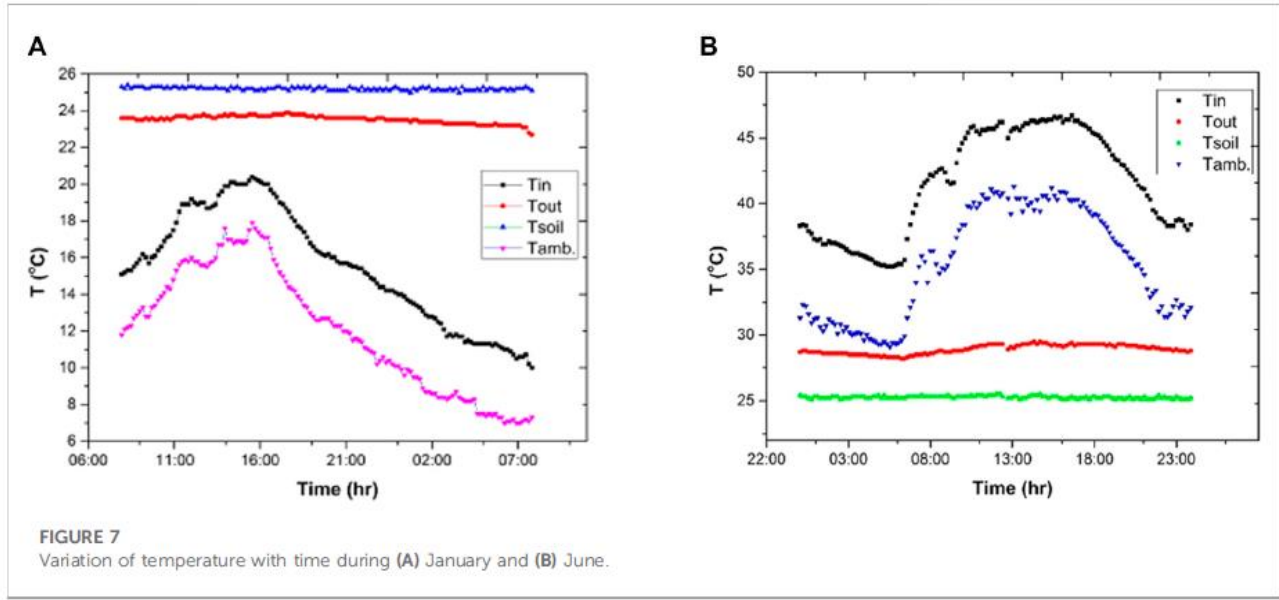 A
26
24
22
20
18
16
14
12
10
8
6
T (°C)
06:00 11:00 16:00 21:00 02:00 07:00
Time (hr)
Tin
Tout
Tsoil
Tamb.
B
50
45
40
35
30
25
T (°C)
22:00 03:00 08:00 13:00 18:00 23:00
Time (hr)
Tin
Tout
Tsoil
Tamb.
FIGURE 7
Variation of temperature with time during (A) January and (B) June.